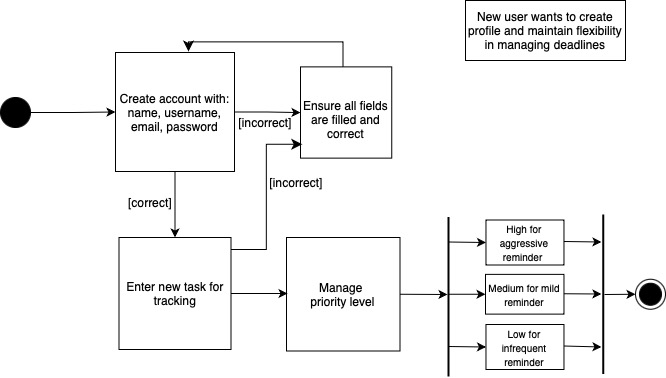 New user wants to create
profile and maintain flexibility
in managing deadlines
Create account with:
name, username,
email, password
[incorrect]
Ensure all fields
are filled and
correct
[correct]
[incorrect]
Enter new task for
tracking
Manage
priority level
High for
aggressive
reminder
Medium for mild
reminder
Low for
infrequent
reminder